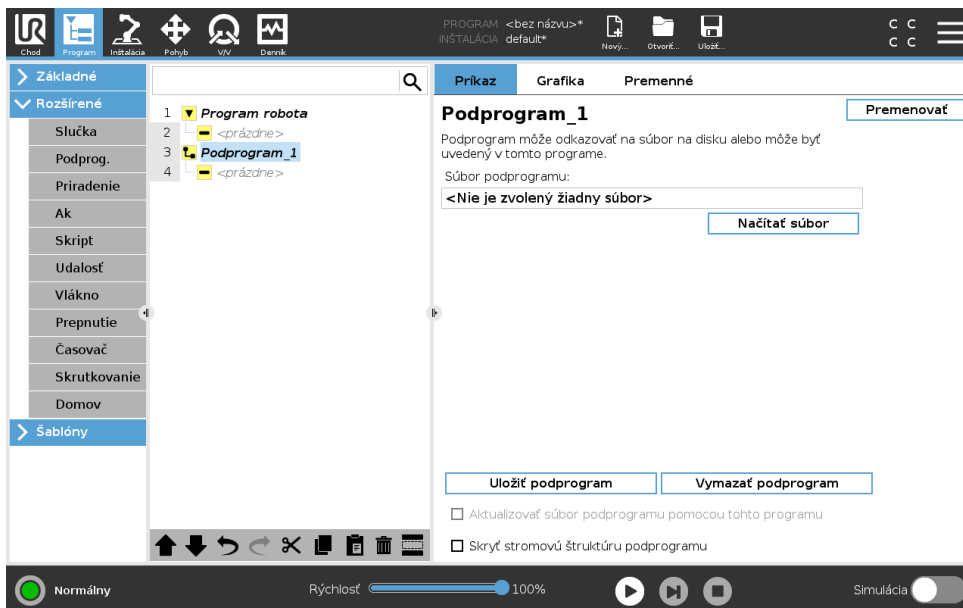 PROGRAM <bez názvu>*
INŠTALÁCIA default*
Chod
Program
Inštalácia
Pohyb
V/V
Denník
Nový...
Otvoriť...
Uložiť...
C C
C C
Základné
Rozšírené
Slučka
Podprog.
Priradenie
Ak
Skript
Udalosť
Vlákno
Prepnutie
Časovač
Skrutkovanie
Domov
Šablóny
1 Program robota
2 <prázdne>
3 Podprogram_1
4 <prázdne>
Príkaz Grafika Premenné
Podprogram_1
Premenovať
Podprogram môže odkazovať na súbor na disku alebo môže byť
uvedený v tomto programe.
Súbor podprogramu:
<Nie je zvolený žiadny súbor>
Načítať súbor
Uložiť podprogram
Vymazať podprogram
Aktualizovať súbor podprogramu pomocou tohto programu
Skryť stromovú štruktúru podprogramu
Normálny
Rýchlosť
100%
Simulácia